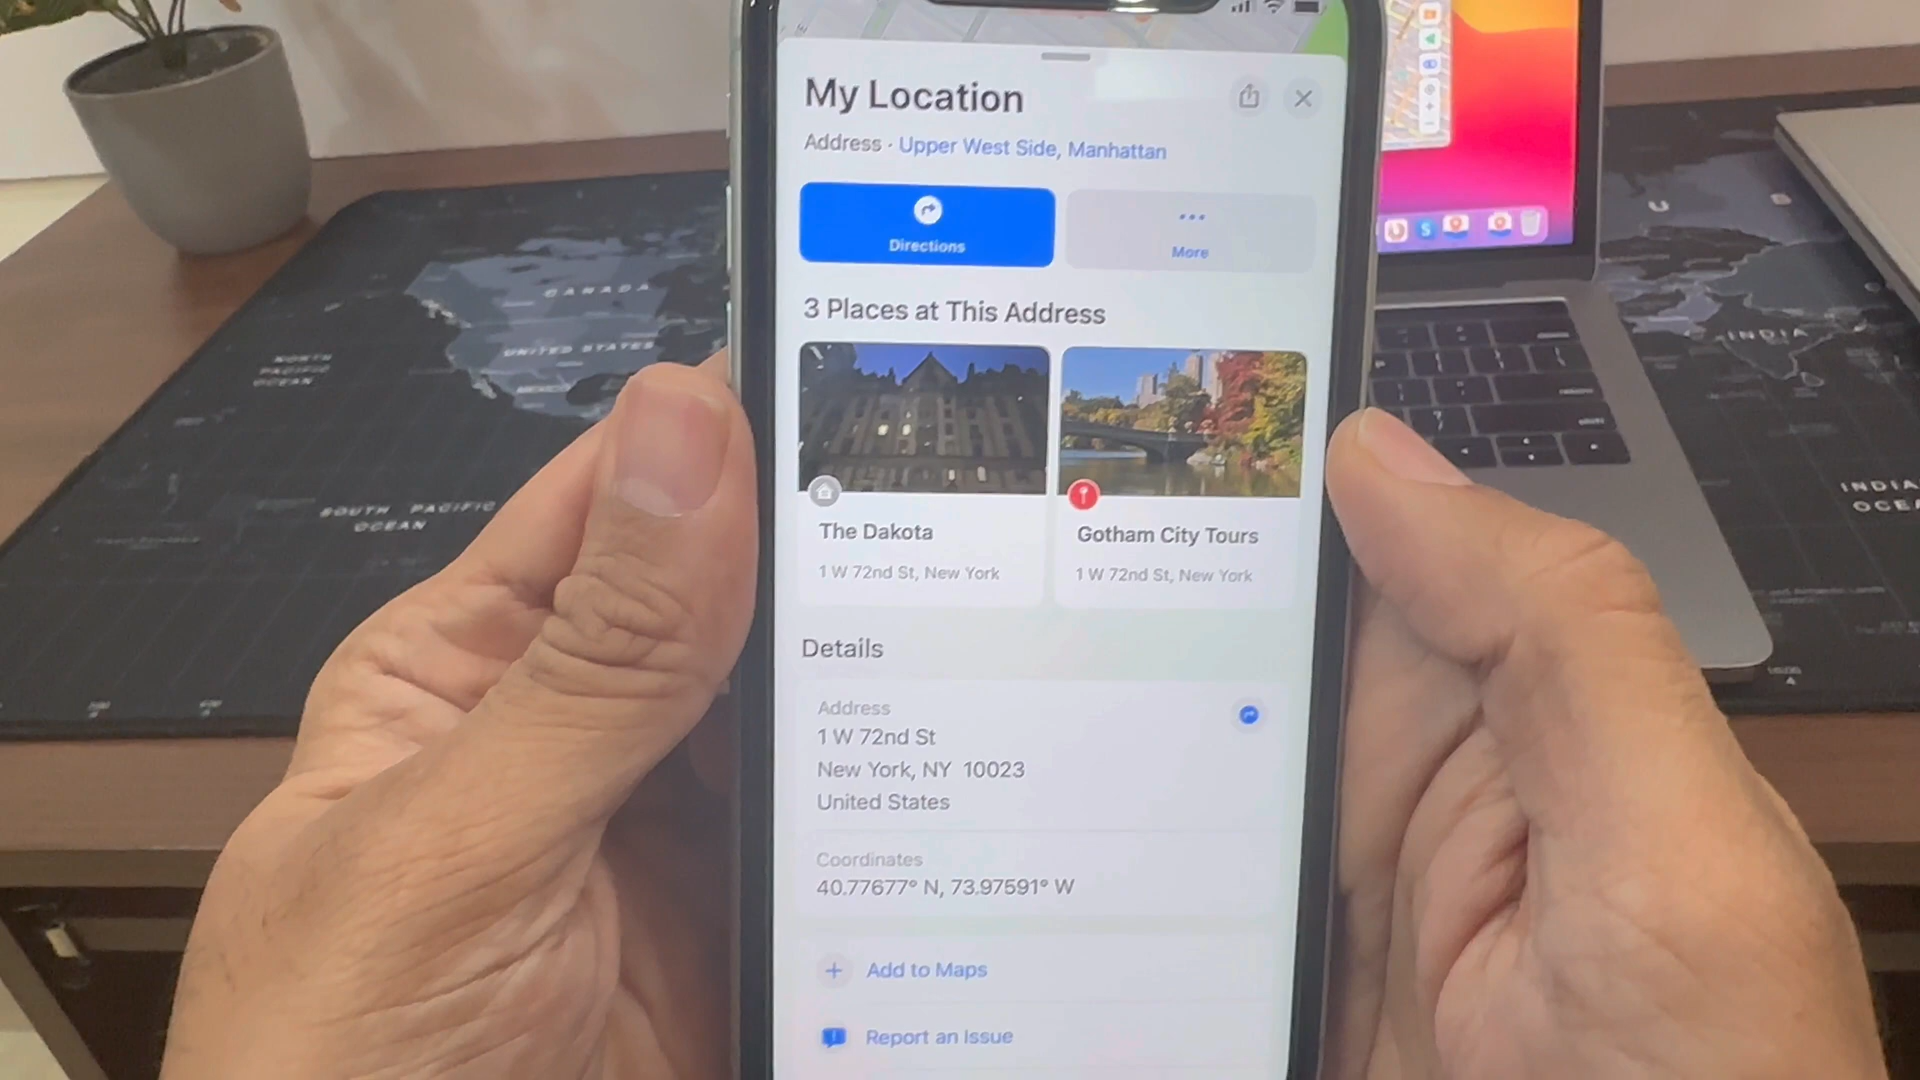 My Location
Address · Upper West Side, Manhattan
Directions
More
3 Places at This Address
The Dakota
1 W 72nd St, New York
Gotham City Tours
1 W 72nd St, New York
Details
Address
1 W 72nd St
New York, NY 10023
United States
Coordinates
40.77677° N, 73.97591° W
Add to Maps
Report an Issue
CANADA
UNITED STATES
MEXICO
NORTH
PACIFIC
OCEAN
SOUTH PACIFIC
OCEAN
INDIA
INDIA